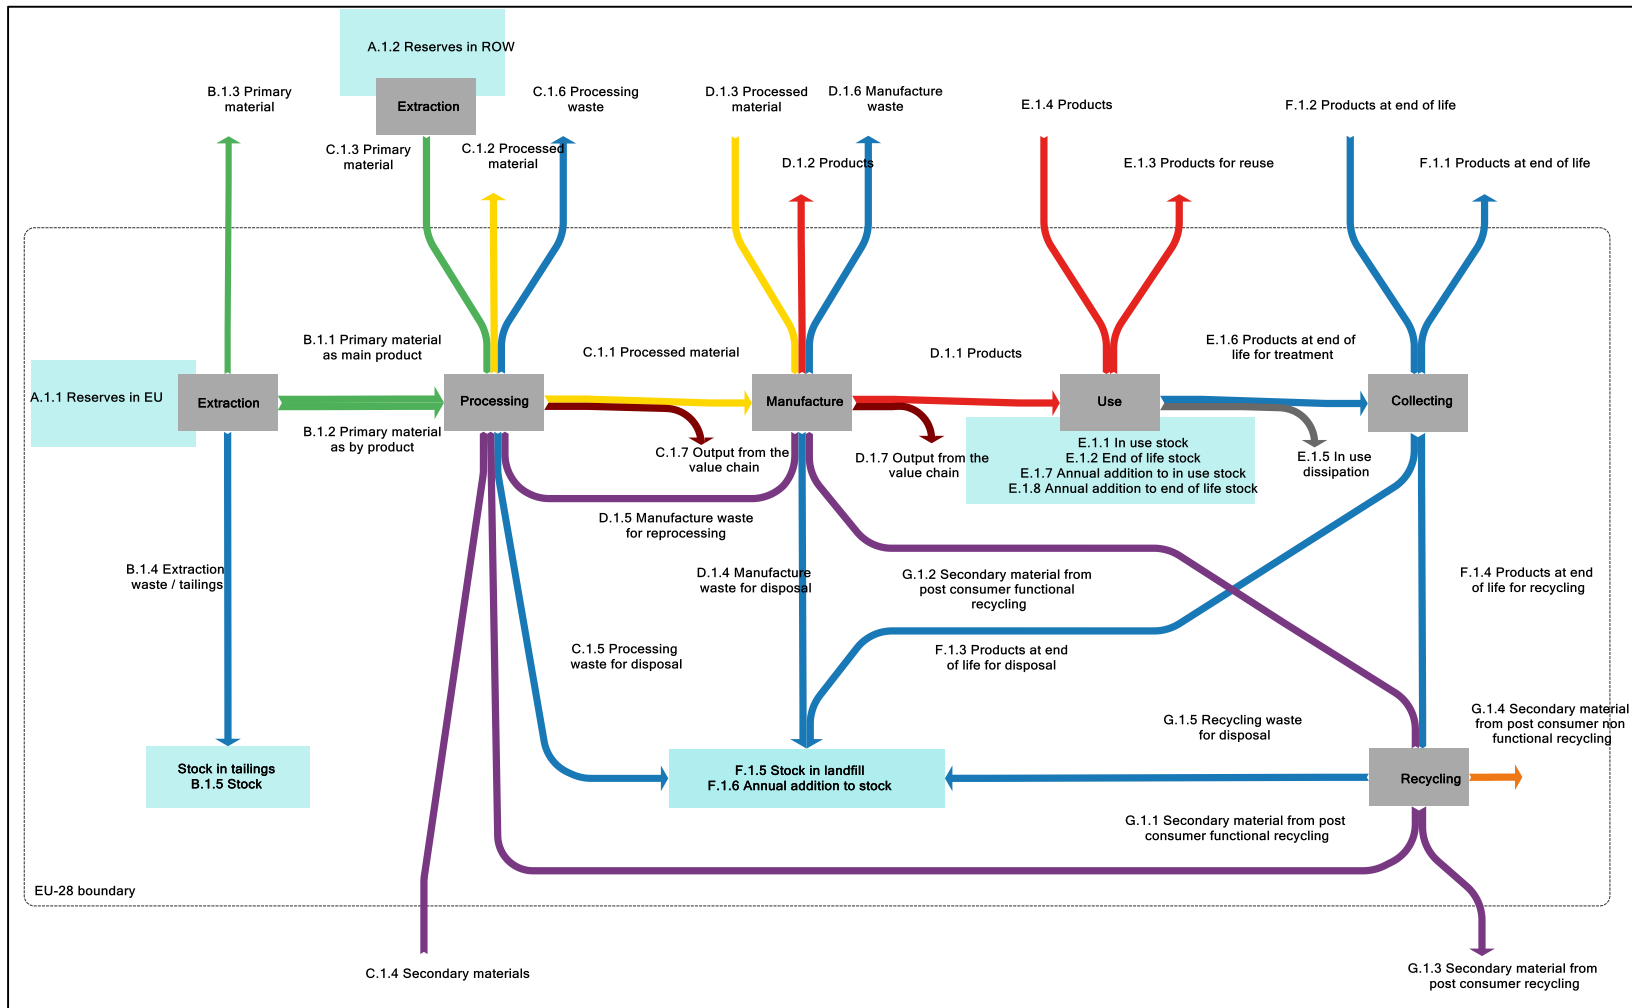 A.1.2 Reserves in ROW
Extraction
B.1.3 Primary
material
C.1.3 Primary
material
C.1.6 Processing
waste
C.1.2 Processed
material
D.1.3 Processed
material
D.1.6 Manufacture
waste
D.1.2 Products
E.1.4 Products
E.1.3 Products for reuse
F.1.2 Products at end of life
F.1.1 Products at end of life
A.1.1 Reserves in EU
Extraction
B.1.1 Primary material
as main product
B.1.2 Primary material
as by product
Processing
C.1.1 Processed material
C.1.7 Output from the
value chain
Manufacture
D.1.1 Products
D.1.7 Output from the
value chain
Use
E.1.1 In use stock
E.1.2 End of life stock
E.1.7 Annual addition to in use stock
E.1.8 Annual addition to end of life stock
E.1.6 Products at end of
life for treatment
E.1.5 In use
dissipation
Collecting
D.1.5 Manufacture waste
for reprocessing
B.1.4 Extraction
waste / tailings
D.1.4 Manufacture
waste for disposal
G.1.2 Secondary material from
post consumer functional
recycling
F.1.4 Products at end
of life for recycling
C.1.5 Processing
waste for disposal
F.1.3 Products at end
of life for disposal
G.1.5 Recycling waste
for disposal
G.1.4 Secondary material
from post consumer non
functional recycling
Stock in tailings
B.1.5 Stock
F.1.5 Stock in landfill
F.1.6 Annual addition to stock
Recycling
G.1.1 Secondary material from post
consumer functional recycling
EU-28 boundary
C.1.4 Secondary materials
G.1.3 Secondary material from
post consumer recycling